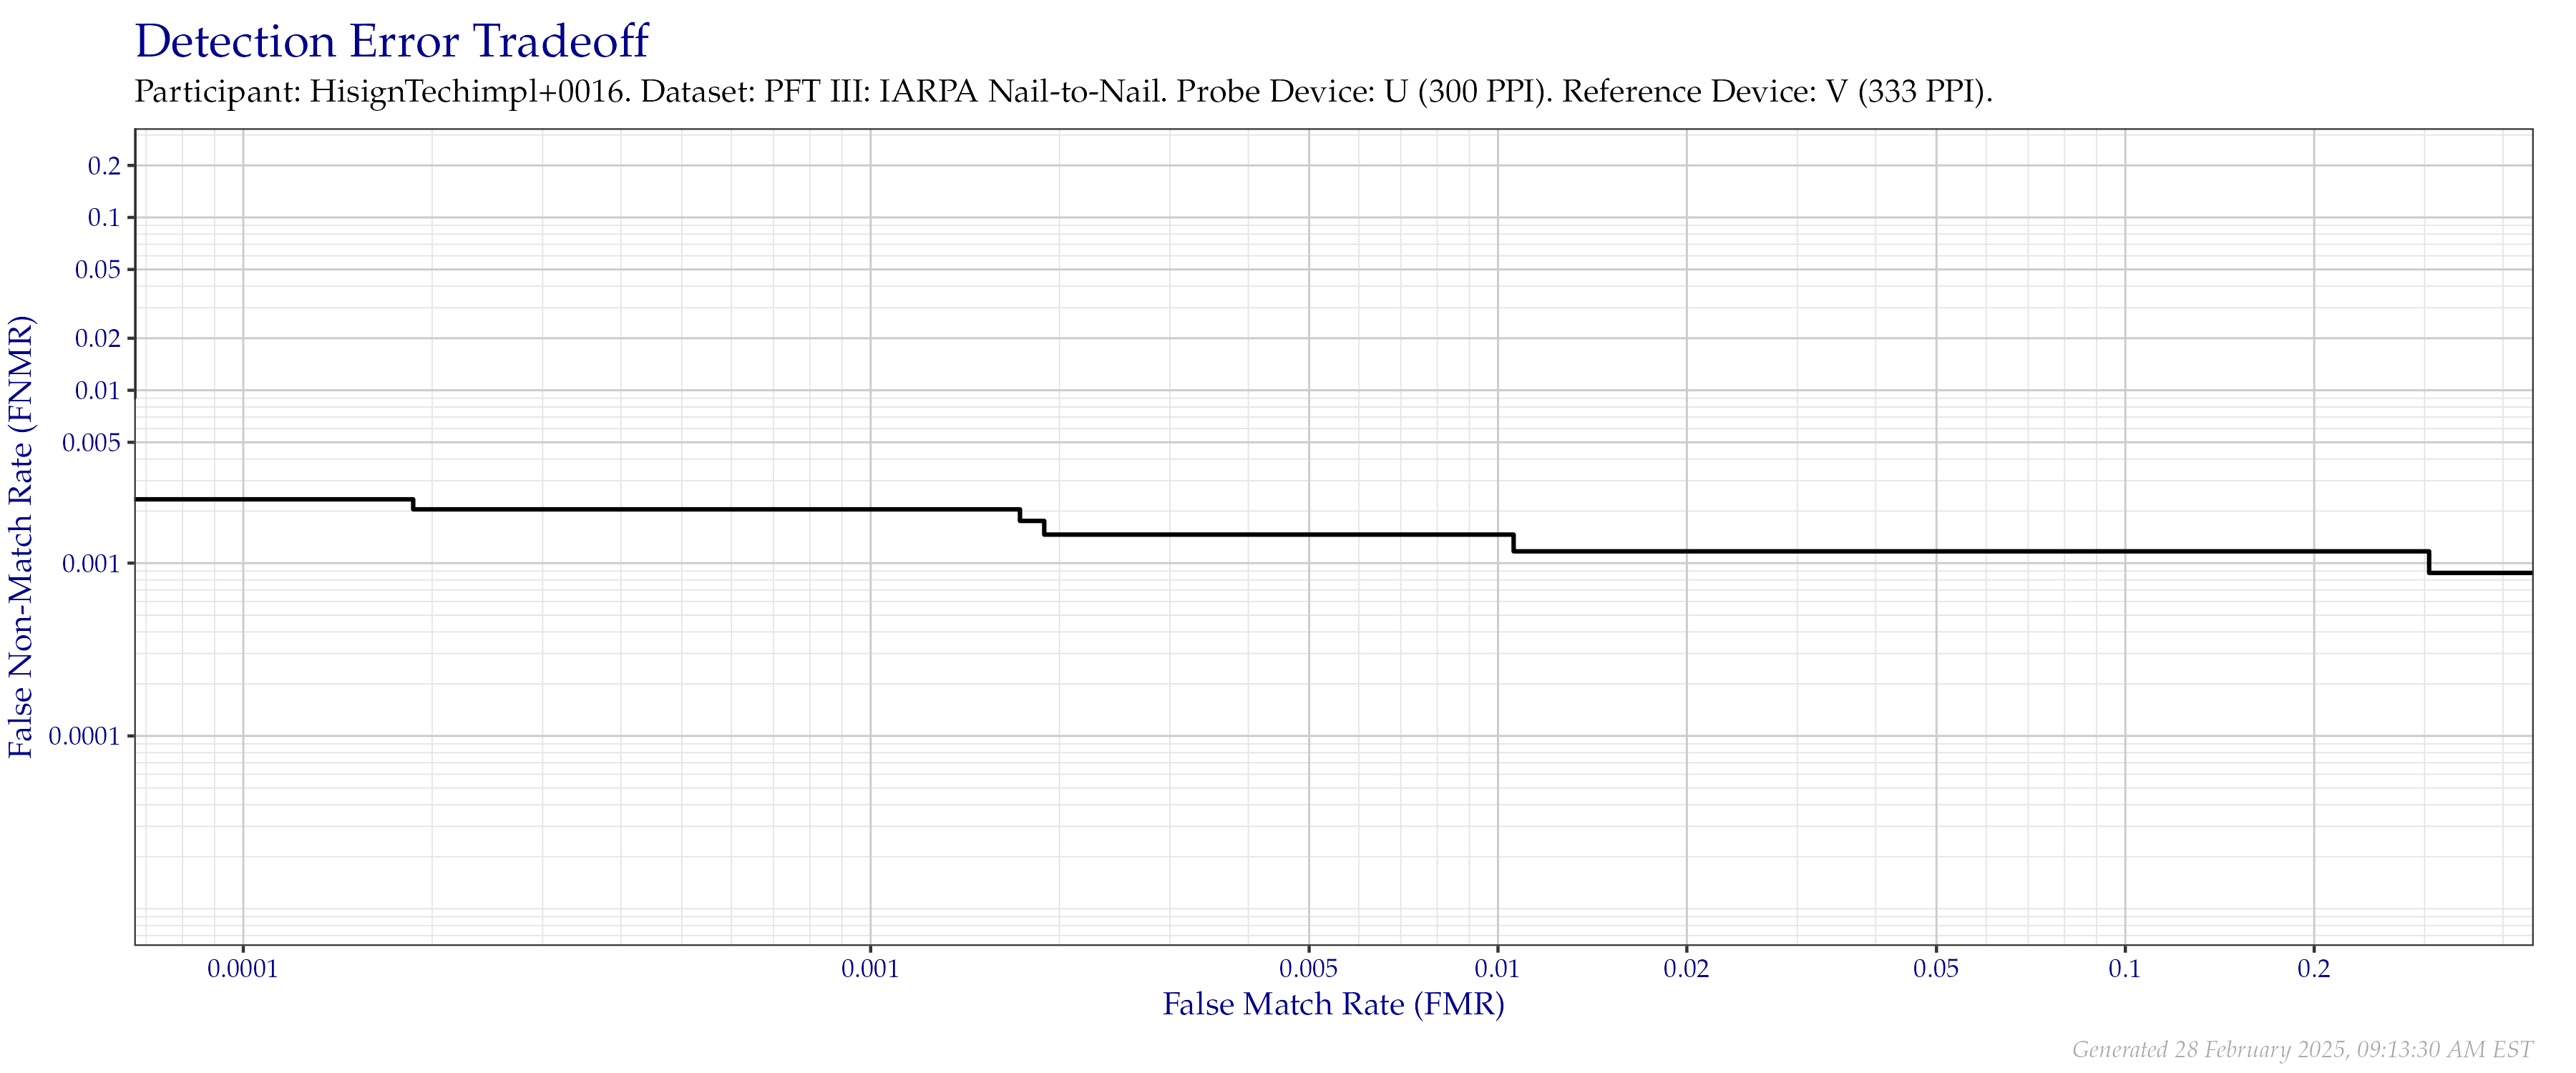 Detection Error Tradeoff
Participant: HisignTechimpl+0016. Dataset: PFT III: IARPA Nail-to-Nail. Probe Device: U (300 PPI). Reference Device: V (333 PPI).
False Non-Match Rate (FNMR)
0.2
0.1
0.05
0.02
0.01
0.005
0.001
0.0001
0.0001 0.001 0.005 0.01 0.02 0.05 0.1 0.2
False Match Rate (FMR)
Generated 28 February 2025, 09:13:30 AM EST